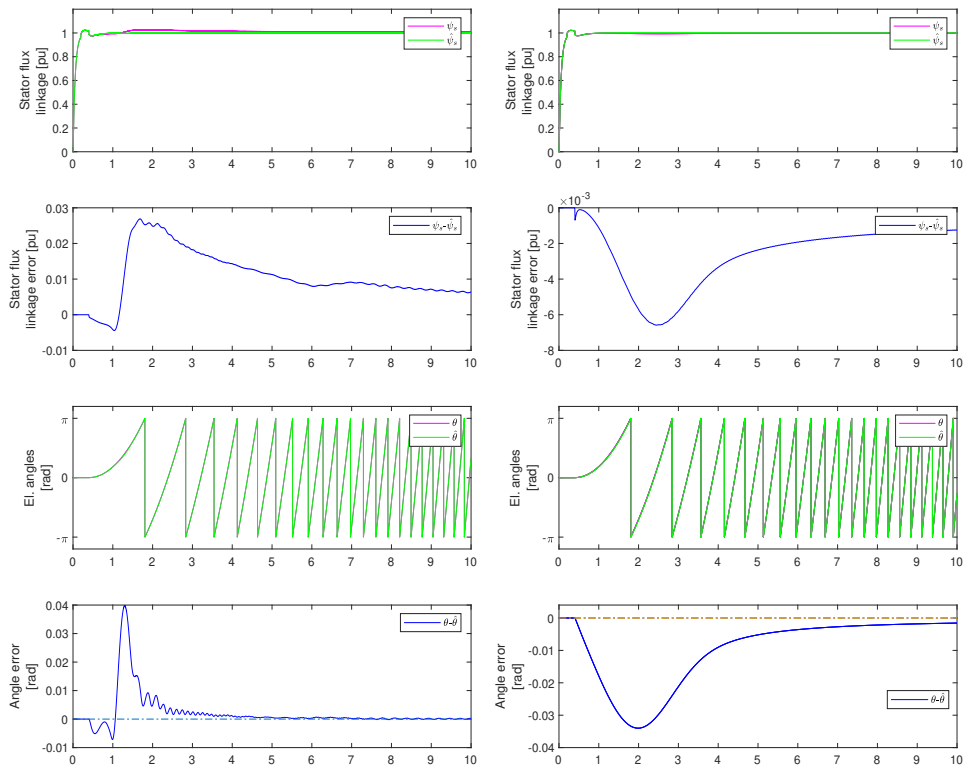 ψₛ
ψ̂ₛ
Stator flux
linkage [pu]
0 0.2 0.4 0.6 0.8 1
0 1 2 3 4 5 6 7 8 9 10
ψₛ
ψ̂ₛ
Stator flux
linkage [pu]
0 0.2 0.4 0.6 0.8 1
0 1 2 3 4 5 6 7 8 9 10
ψₛ-ψ̂ₛ
Stator flux
linkage error [pu]
-0.01 0 0.01 0.02 0.03
0 1 2 3 4 5 6 7 8 9 10
×10⁻³
ψₛ-ψ̂ₛ
Stator flux
linkage error [pu]
-8 -6 -4 -2 0
0 1 2 3 4 5 6 7 8 9 10
θ
θ̂
El. angles
[rad]
-π 0 π
0 1 2 3 4 5 6 7 8 9 10
θ
θ̂
El. angles
[rad]
-π 0 π
0 1 2 3 4 5 6 7 8 9 10
θ-θ̂
Angle error
[rad]
-0.01 0 0.01 0.02 0.03 0.04
0 1 2 3 4 5 6 7 8 9 10
θ-θ̂
Angle error
[rad]
-0.04 -0.03 -0.02 -0.01 0
0 1 2 3 4 5 6 7 8 9 10